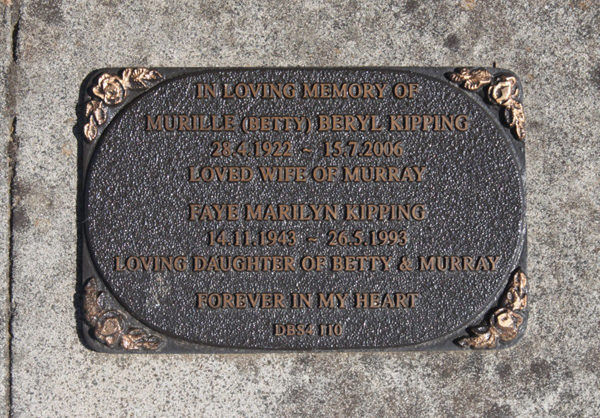 IN LOVING MEMORY OF
MURILLE (BETTY) BERYL KIPPING
28.4.1922 ~ 15.7.2006
LOVED WIFE OF MURRAY
FAYE MARILYN KIPPING
14.11.1943 ~ 26.5.1993
LOVING DAUGHTER OF BETTY & MURRAY
FOREVER IN MY HEART
DBS4 110